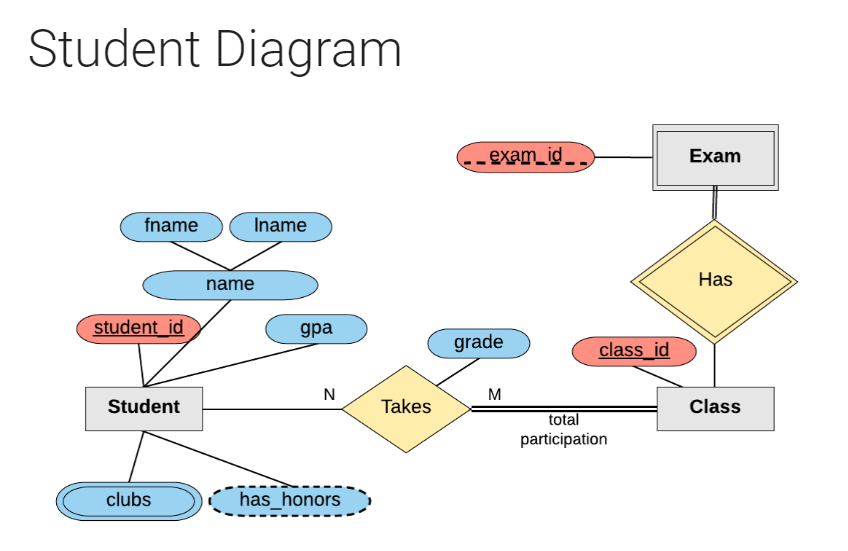 Student Diagram
exam_id
Exam
fname
lname
name
Has
student_id
gpa
grade
class_id
Student
N
Takes
M
Class
total
participation
clubs
has_honors